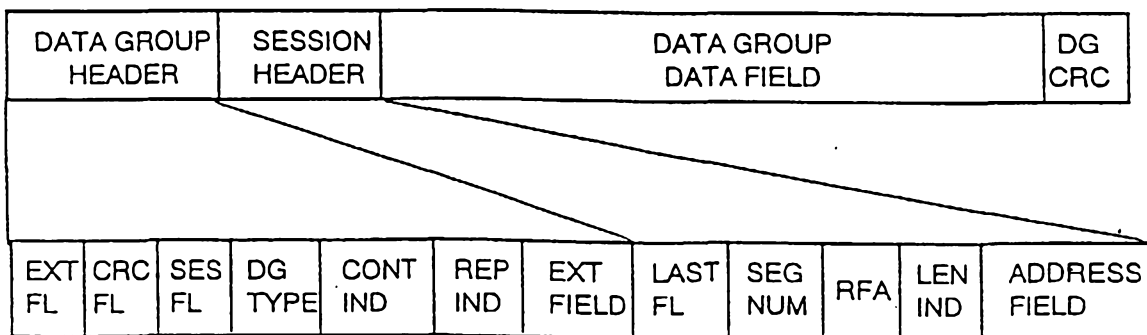 DATA GROUP
HEADER
SESSION
HEADER
DATA GROUP
DATA FIELD
DG
CRC
EXT
FL
CRC
FL
SES
FL
DG
TYPE
CONT
IND
REP
IND
EXT
FIELD
LAST
FL
SEG
NUM
RFA
LEN
IND
ADDRESS
FIELD